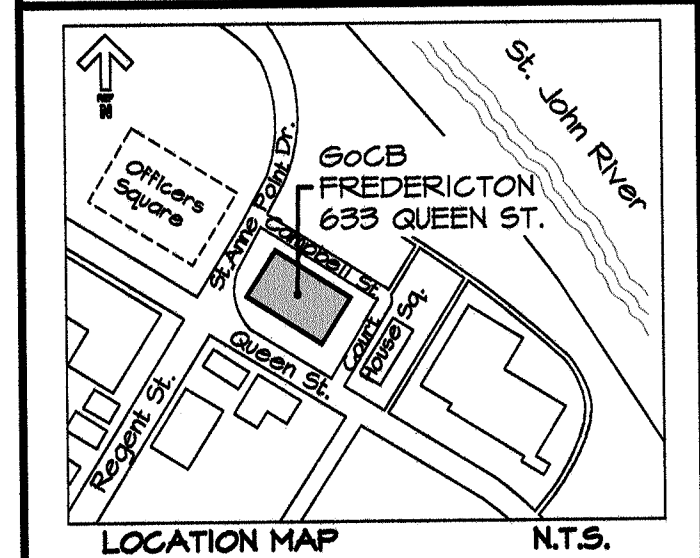 St. John River
GOCB
FREDERICTON
633 QUEEN ST.
Officers
Square
St. Anne Point Dr.
Campbell St.
Court
House Sq.
Queen St.
Regent St.
LOCATION MAP
N.T.S.